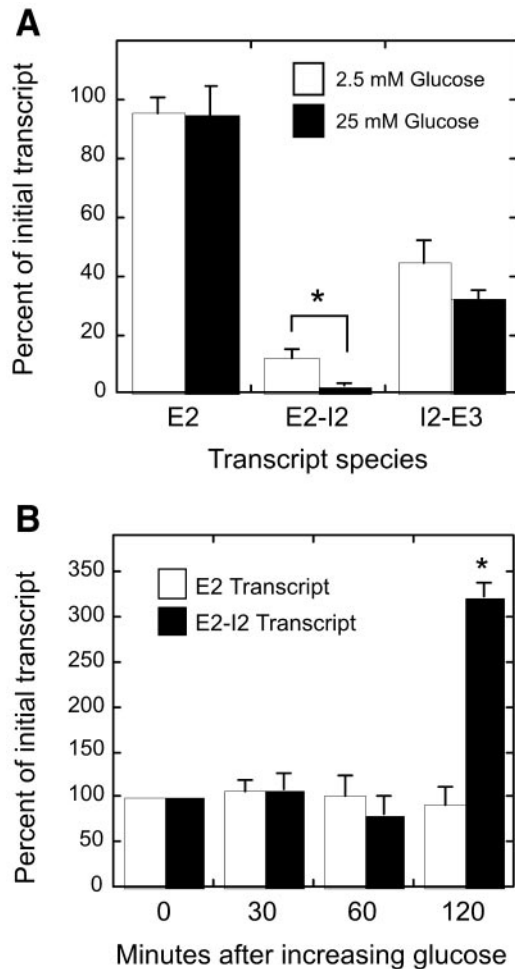 A
Percent of initial transcript
100
80
60
40
20
0
2.5 mM Glucose
25 mM Glucose
*
E2 E2-I2 I2-E3
Transcript species
B
Percent of initial transcript
350
300
250
200
150
100
50
0
E2 Transcript
E2-I2 Transcript
*
0 30 60 120
Minutes after increasing glucose